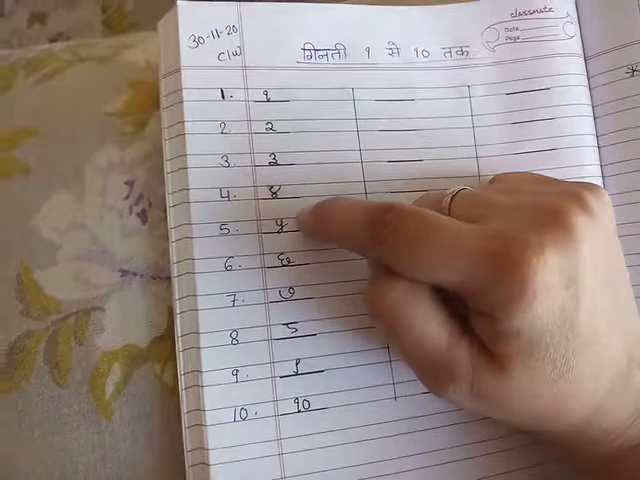 30-11-20
classmate
Date
Page
C/W
गिनती १ से १० तक
1. १
2. २
3. ३
4. ४
5. ५
6. ६
7. ७
8 ८
9. ९
10. १०